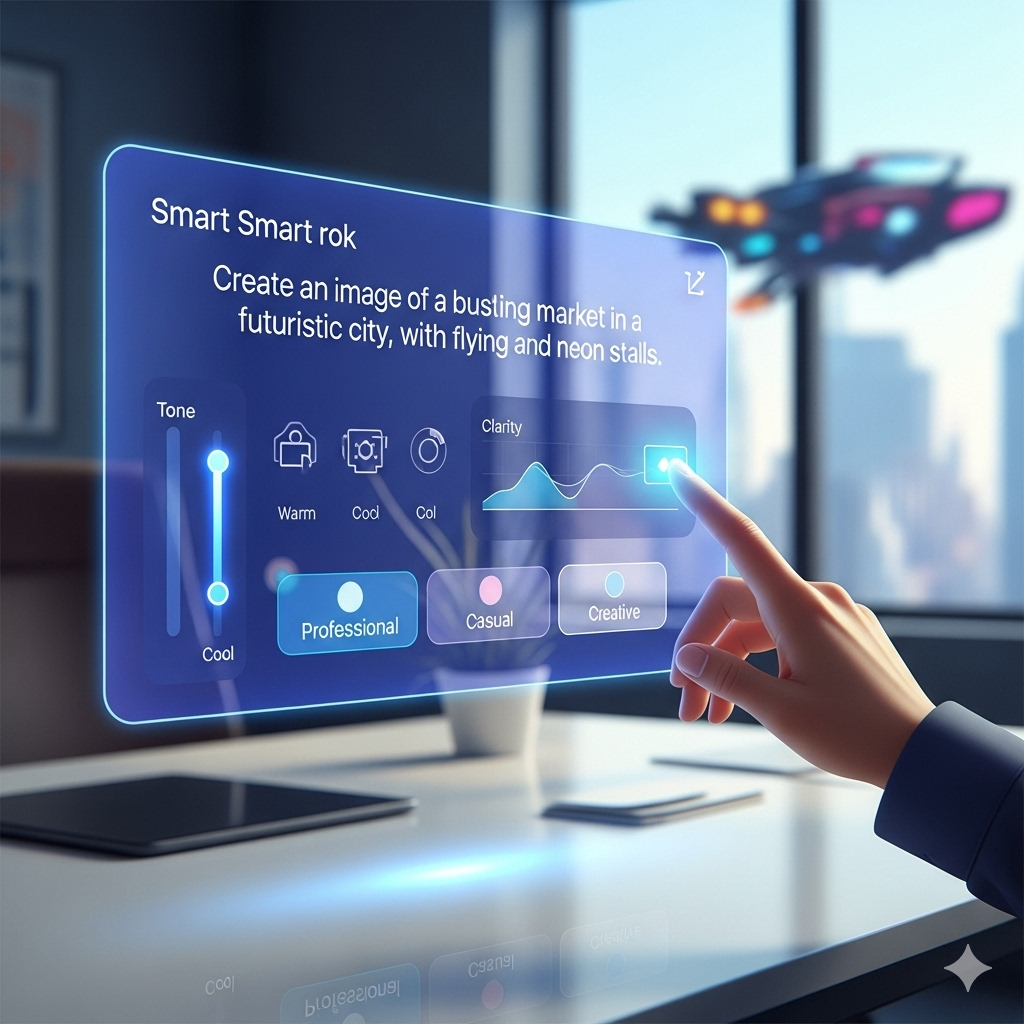 Smart Smart rok
Create an image of a busting market in a
futuristic city, with flying and neon stalls.
Tone
Clarity
Warm
Cool
Col
Professional
Casual
Creative
Cool
Cool
Professional
Casual
Creative